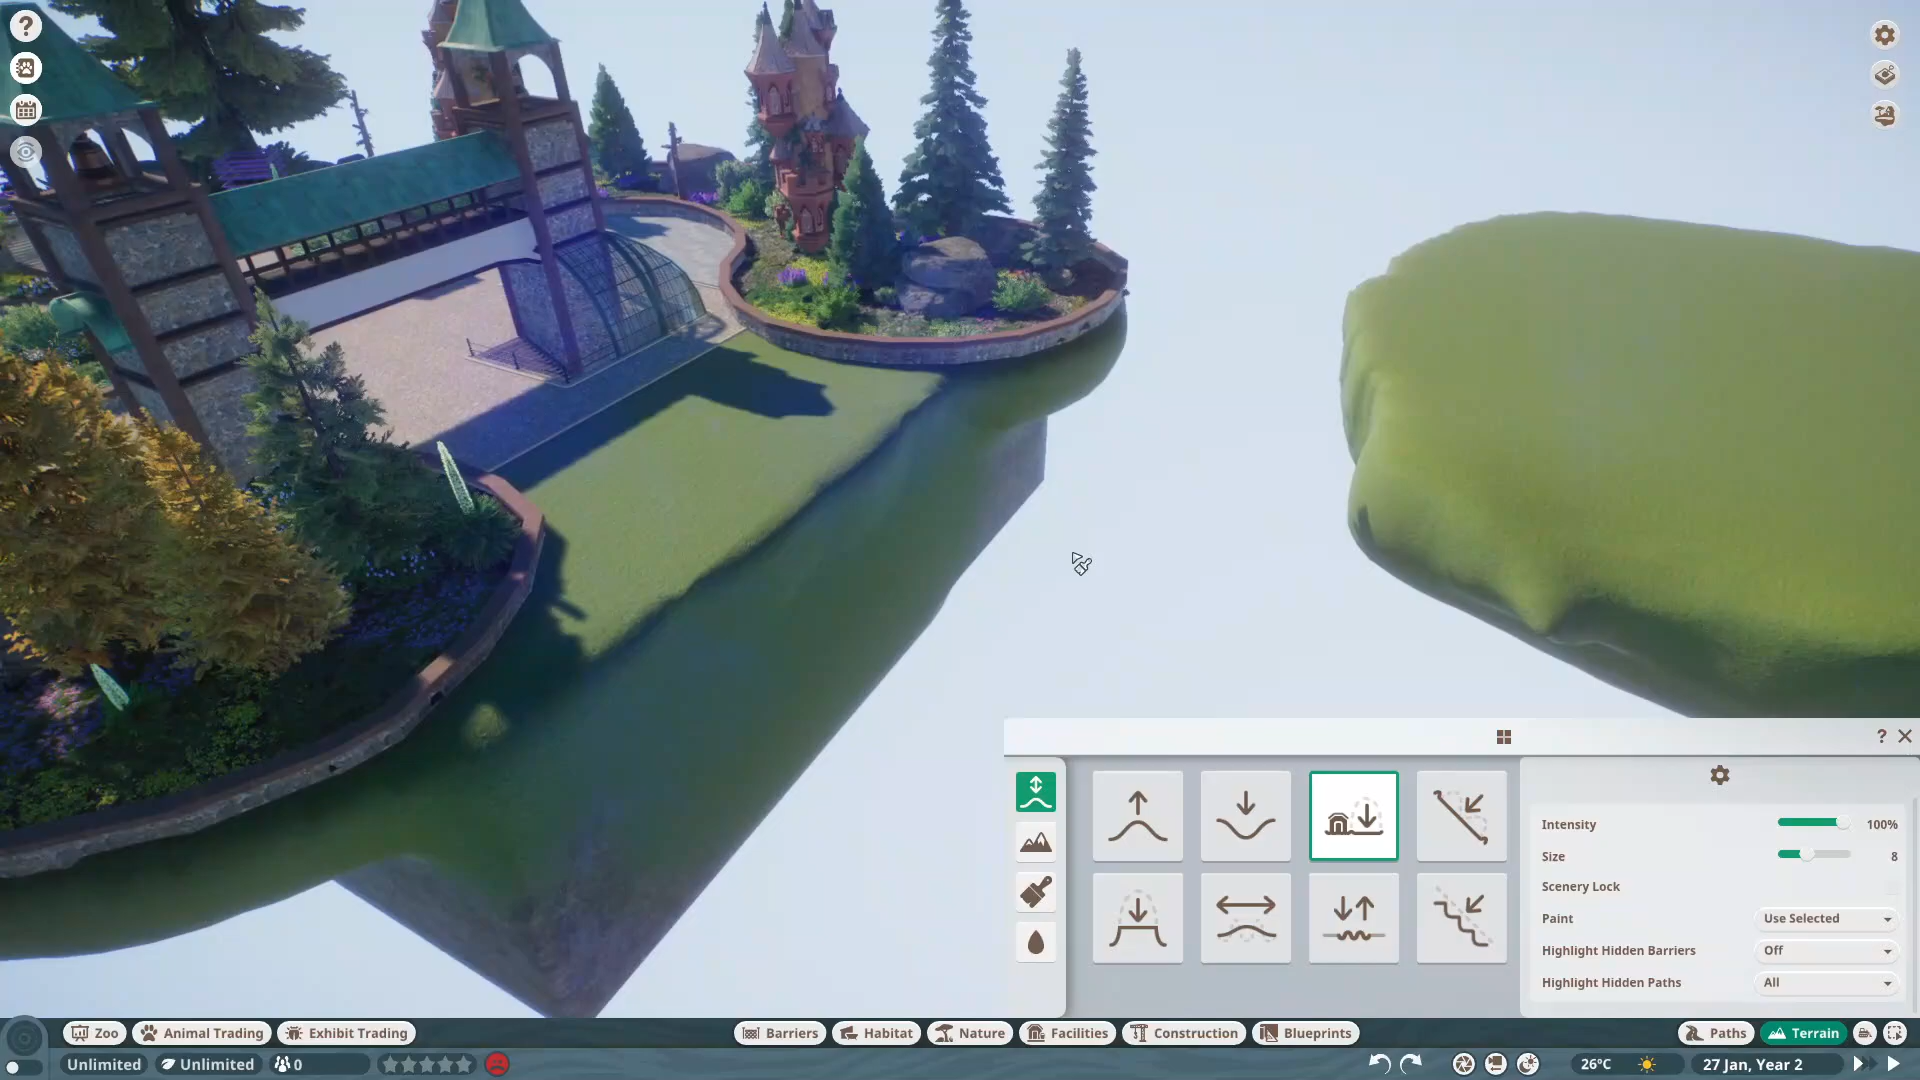 ?
Intensity 100%
Size 8
Scenery Lock
Paint Use Selected
Highlight Hidden Barriers Off
Highlight Hidden Paths All
Zoo Animal Trading Exhibit Trading Barriers Habitat Nature Facilities Construction Blueprints Paths Terrain
Unlimited Unlimited 0 26°C 27 Jan, Year 2